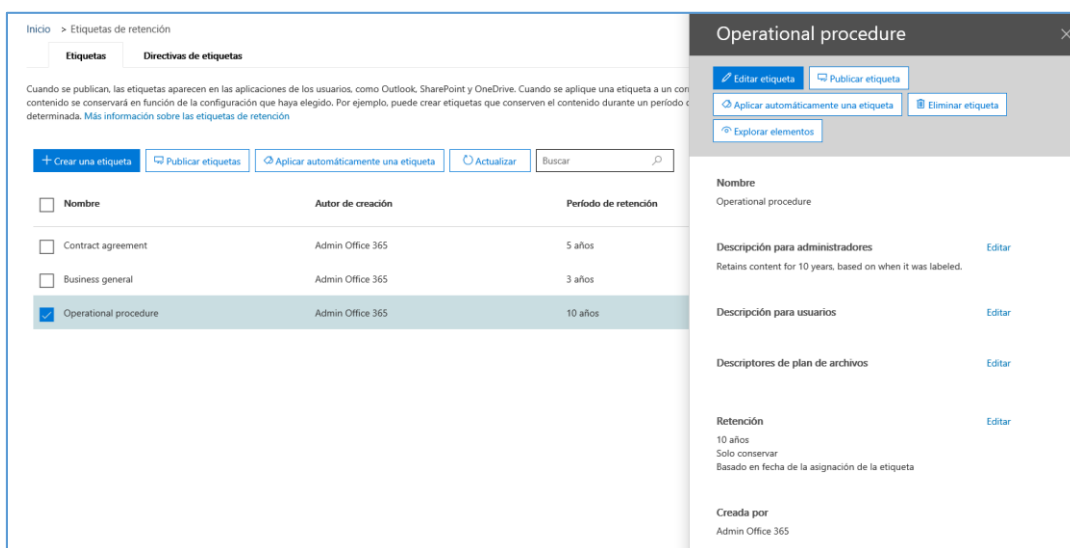 Inicio > Etiquetas de retención
Etiquetas Directivas de etiquetas
Cuando se publican, las etiquetas aparecen en las aplicaciones de los usuarios, como Outlook, SharePoint y OneDrive. Cuando se aplique una etiqueta a un
contenido se conservará en función de la configuración que haya elegido. Por ejemplo, puede crear etiquetas que conserven el contenido durante un período
determinada. Más información sobre las etiquetas de retención
Crear una etiqueta Publicar etiquetas Aplicar automáticamente una etiqueta Actualizar Buscar
Nombre Autor de creación Período de retención
Contract agreement Admin Office 365 5 años
Business general Admin Office 365 3 años
Operational procedure Admin Office 365 10 años
Operational procedure
Editar etiqueta Publicar etiqueta
Aplicar automáticamente una etiqueta Eliminar etiqueta
Explorar elementos
Nombre
Operational procedure
Descripción para administradores Editar
Retains content for 10 years, based on when it was labeled.
Descripción para usuarios Editar
Descriptores de plan de archivos Editar
Retención Editar
10 años
Solo conservar
Basado en fecha de la asignación de la etiqueta
Creada por
Admin Office 365